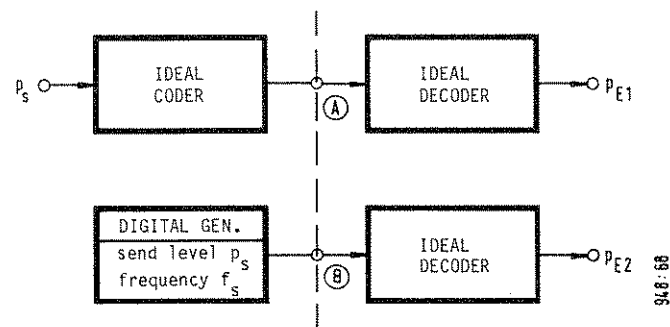 p_s
IDEAL
CODER
A
IDEAL
DECODER
p_E1
DIGITAL GEN.
send level p_s
frequency f_s
B
IDEAL
DECODER
p_E2
948:68